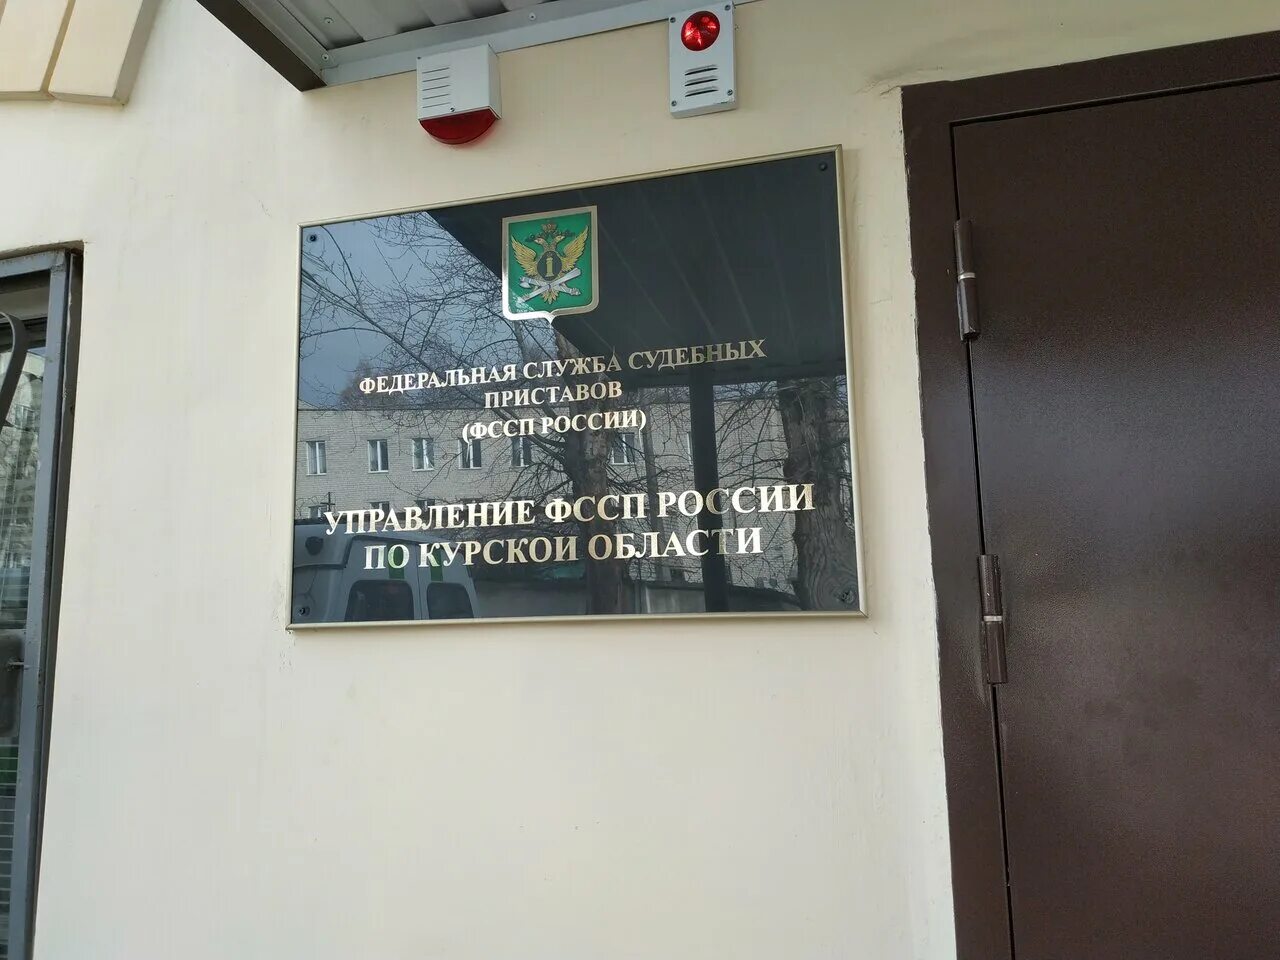 ФЕДЕРАЛЬНАЯ СЛУЖБА СУДЕБНЫХ
ПРИСТАВОВ
(ФССП РОССИИ)
УПРАВЛЕНИЕ ФССП РОССИИ
ПО КУРСКОЙ ОБЛАСТИ